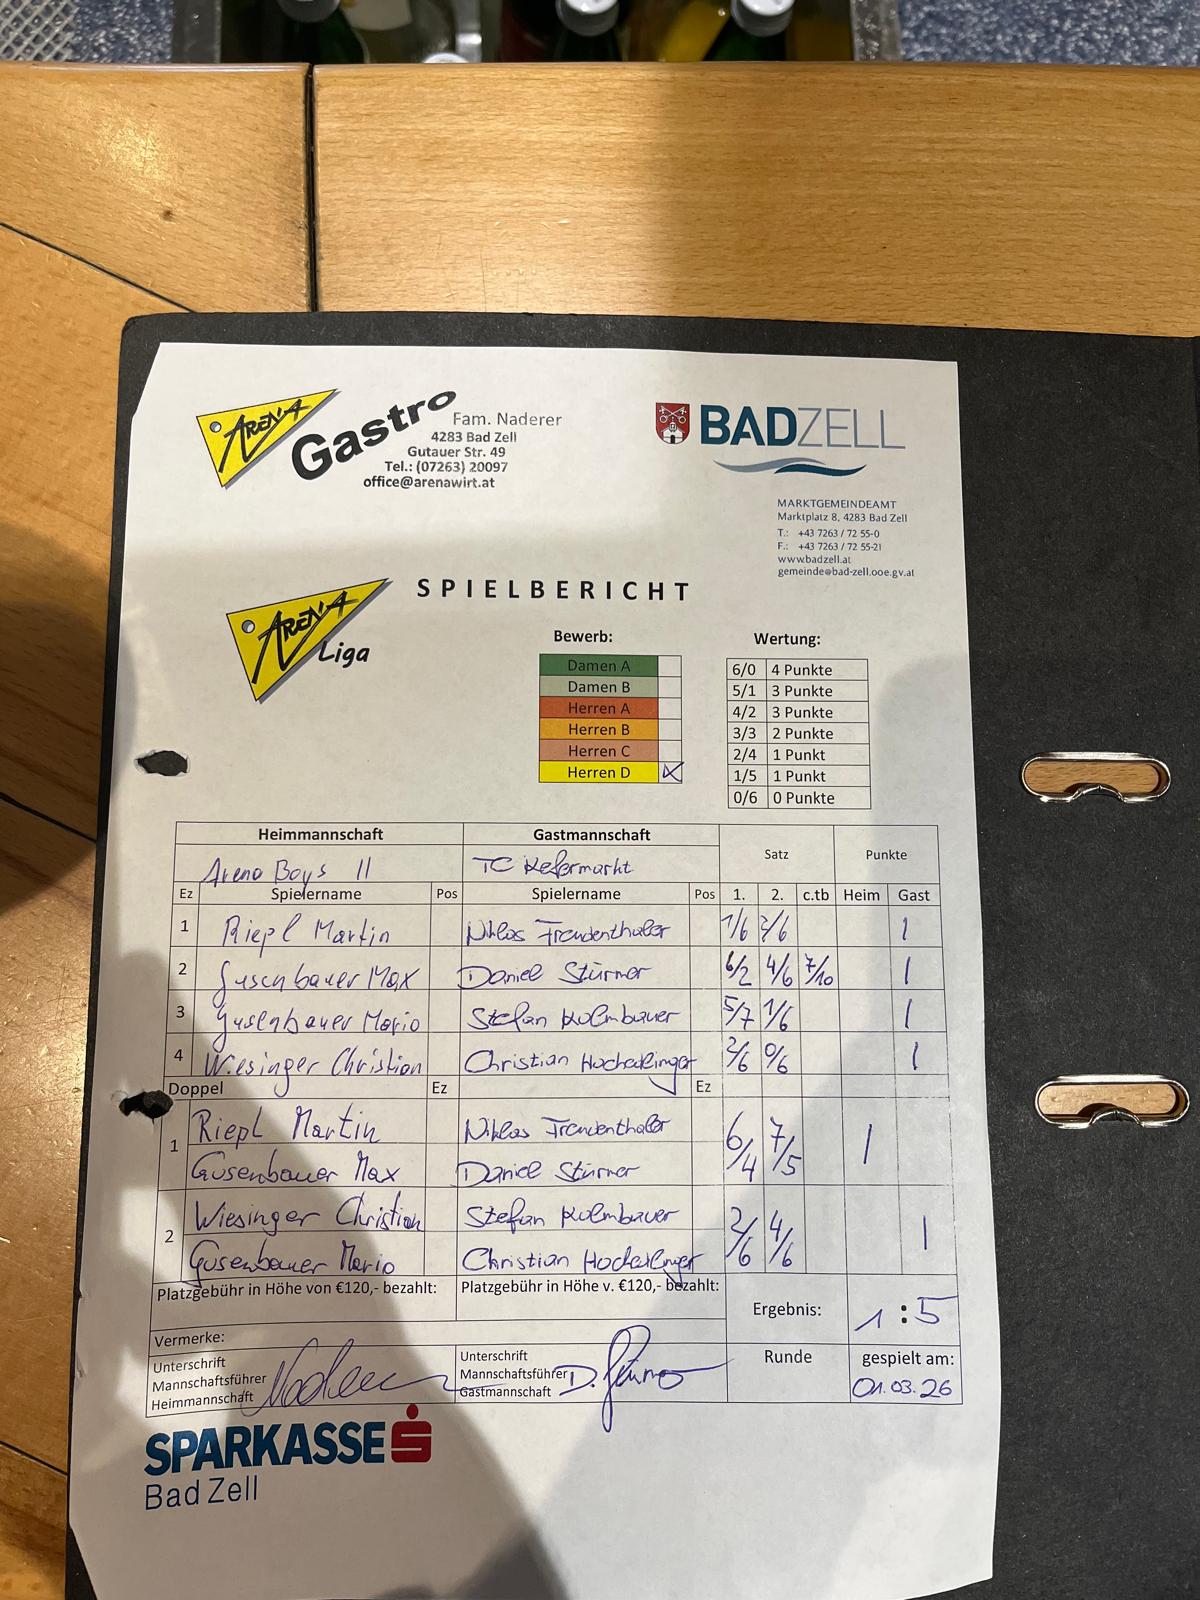 ARENA Gastro Fam. Naderer
4283 Bad Zell
Gutauer Str. 49
Tel.: (07263) 20097
office@arenawirt.at
BADZELL
MARKTGEMEINDEAMT
Marktplatz 8, 4283 Bad Zell
T.: +43 7263 / 72 55-0
F.: +43 7263 / 72 55-21
www.badzell.at
gemeinde@bad-zell.ooe.gv.at
SPIELBERICHT
ARENA Liga
Bewerb:
Damen A
Damen B
Herren A
Herren B
Herren C
Herren D X
Wertung:
6/0 4 Punkte
5/1 3 Punkte
4/2 3 Punkte
3/3 2 Punkte
2/4 1 Punkt
1/5 1 Punkt
0/6 0 Punkte
Heimmannschaft Gastmannschaft Satz Punkte
Arena Boys II TC Kefermarkt
Ez Spielername Pos Spielername Pos 1. 2. c.tb Heim Gast
1 Riepl Martin Niklas Freudenthaler 1/6 /6 1
2 Gusenbauer Max Daniel Stürmer 6/2 4/6 7/10 1
3 Gusenbauer Mario Stefan Kolmbauer 5/7 1/6 1
4 Wiesinger Christian Christian 2/6 0/6 1
Doppel Ez Ez
1 Riepl Martin Niklas Freudenthaler 6/4 7/5 1
Gusenbauer Max Daniel Stürmer
2 Wiesinger Christian Stefan Kolmbauer 2/6 4/6 1
Gusenbauer Mario Christian
Platzgebühr in Höhe von €120,- bezahlt: Platzgebühr in Höhe v. €120,- bezahlt:
Ergebnis: 1:5
Vermerke:
Unterschrift
Mannschaftsführer
Heimmannschaft
Unterschrift
Mannschaftsführer
Gastmannschaft
D. Stürmer
Runde
gespielt am:
01.03.26
SPARKASSE S
Bad Zell